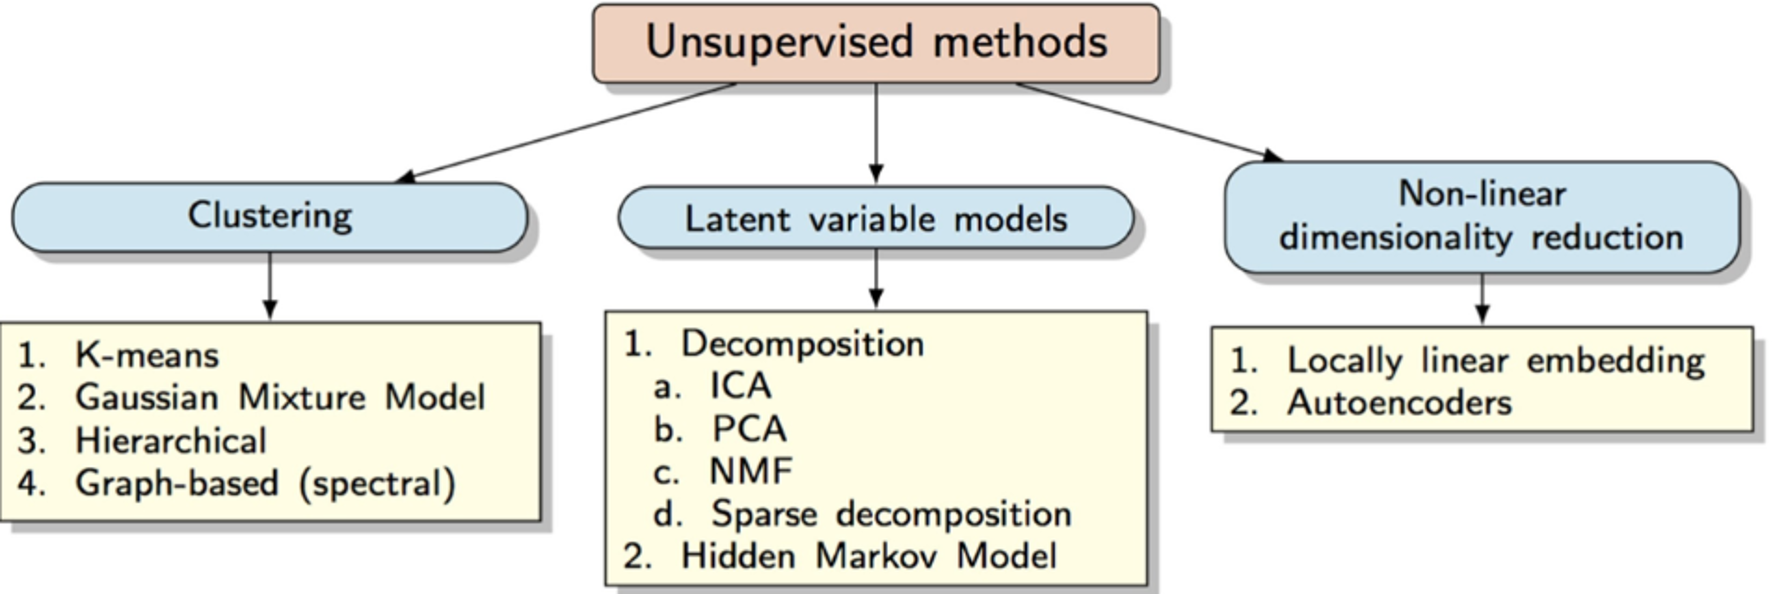 Unsupervised methods
Clustering
Latent variable models
Non-linear
dimensionality reduction
1. K-means
2. Gaussian Mixture Model
3. Hierarchical
4. Graph-based (spectral)
1. Decomposition
a. ICA
b. PCA
c. NMF
d. Sparse decomposition
2. Hidden Markov Model
1. Locally linear embedding
2. Autoencoders